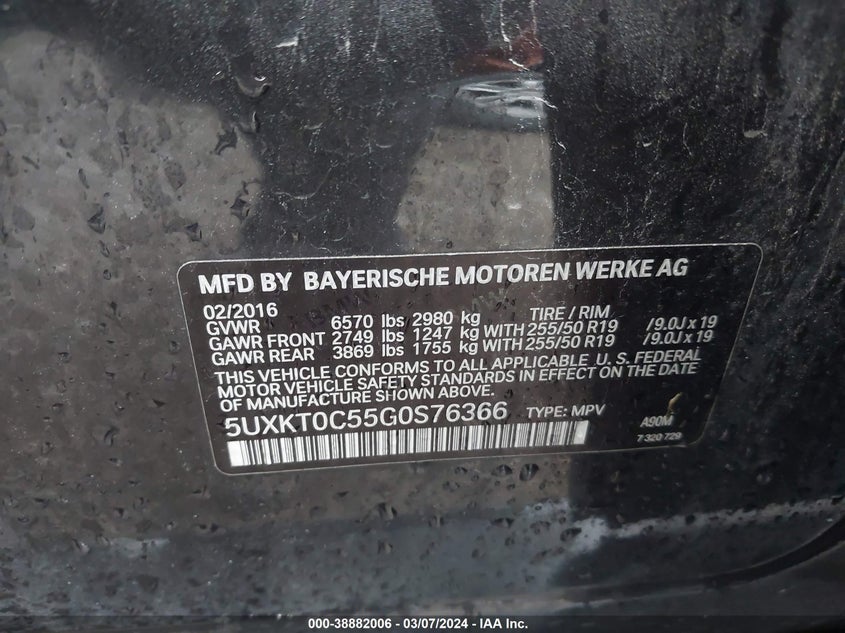 MFD BY BAYERISCHE MOTOREN WERKE AG
02/2016 TIRE / RIM
GVWR 6570 lbs 2980 kg
GAWR FRONT 2749 lbs 1247 kg WITH 255/50 R19 /9.0J x 19
GAWR REAR 3869 lbs 1755 kg WITH 255/50 R19 /9.0J x 19
THIS VEHICLE CONFORMS TO ALL APPLICABLE U. S. FEDERAL
MOTOR VEHICLE SAFETY STANDARDS IN EFFECT ON THE DATE
OF MANUFACTURE SHOWN ABOVE.
5UXKT0C55G0S76366 TYPE: MPV
A90M
7 320 729
000-38882006 - 03/07/2024 - IAA Inc.